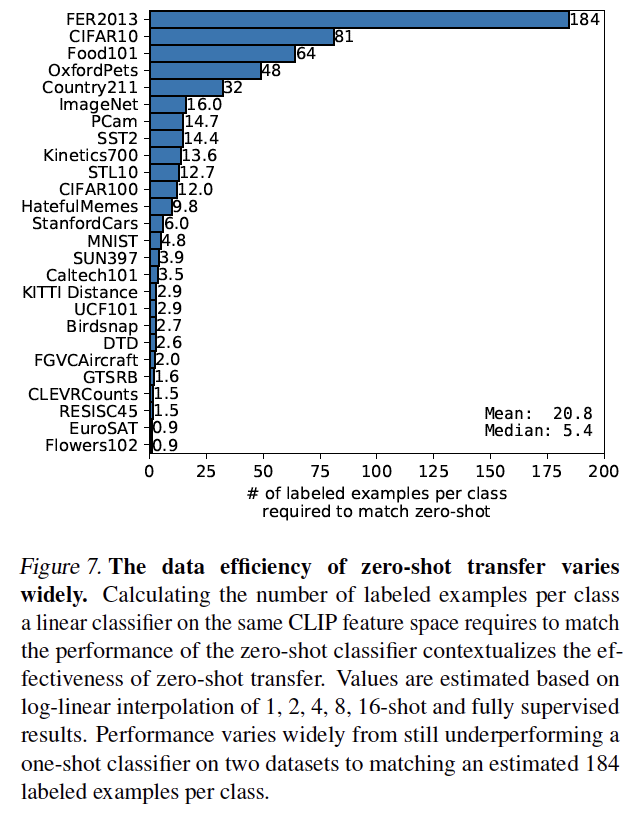 FER2013 184
CIFAR10 81
Food101 64
OxfordPets 48
Country211 32
ImageNet 16.0
PCam 14.7
SST2 14.4
Kinetics700 13.6
STL10 12.7
CIFAR100 12.0
HatefulMemes 9.8
StanfordCars 6.0
MNIST 4.8
SUN397 3.9
Caltech101 3.5
KITTI Distance 2.9
UCF101 2.9
Birdsnap 2.7
DTD 2.6
FGVCAircraft 2.0
GTSRB 1.6
CLEVRCounts 1.5
RESISC45 1.5
EuroSAT 0.9
Flowers102 0.9
Mean: 20.8
Median: 5.4
0 25 50 75 100 125 150 175 200
# of labeled examples per class
required to match zero-shot
Figure 7. The data efficiency of zero-shot transfer varies
widely. Calculating the number of labeled examples per class
a linear classifier on the same CLIP feature space requires to match
the performance of the zero-shot classifier contextualizes the ef-
fectiveness of zero-shot transfer. Values are estimated based on
log-linear interpolation of 1, 2, 4, 8, 16-shot and fully supervised
results. Performance varies widely from still underperforming a
one-shot classifier on two datasets to matching an estimated 184
labeled examples per class.